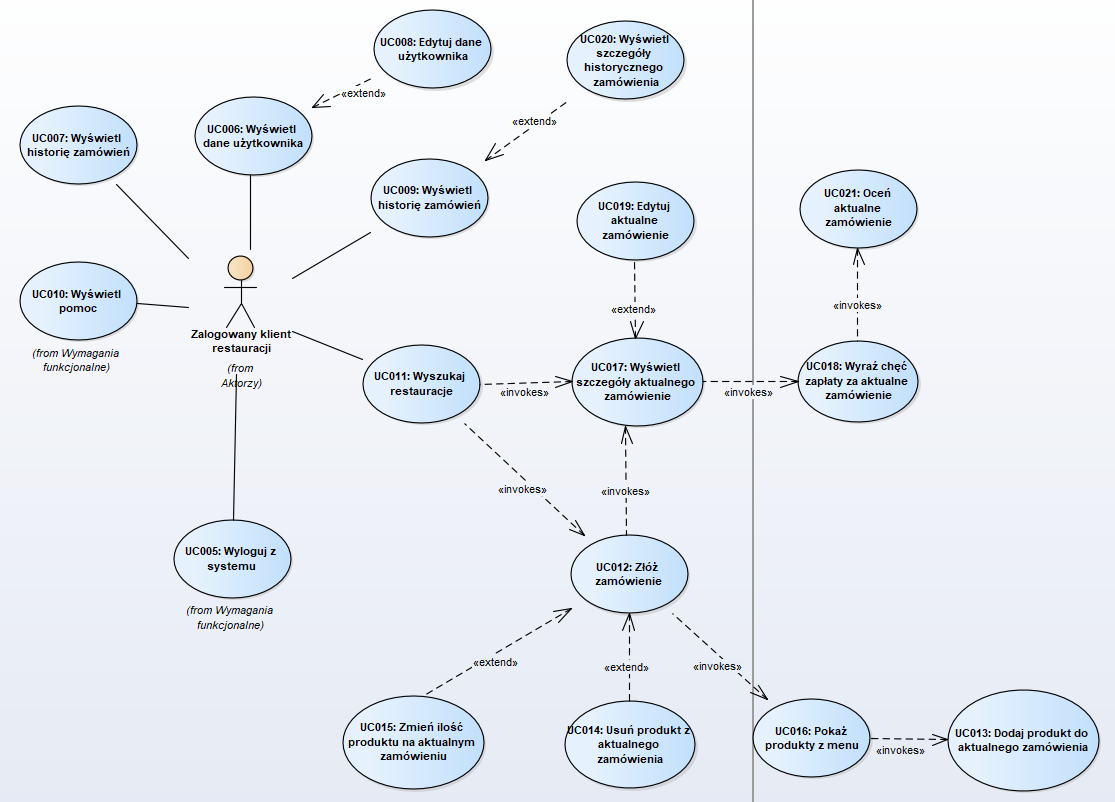 UC008: Edytuj dane
użytkownika
«extend»
UC020: Wyświetl
szczegóły
historycznego
zamówienia
«extend»
UC007: Wyświetl
historię zamówień
UC006: Wyświetl
dane użytkownika
UC009: Wyświetl
historię zamówień
UC019: Edytuj
aktualne
zamówienie
«extend»
UC021: Oceń
aktualne
zamówienie
«invokes»
UC010: Wyświetl
pomoc
(from Wymagania
funkcjonalne)
Zalogowany klient
restauracji
(from
Aktorzy)
UC011: Wyszukaj
restauracje
«invokes»
UC017: Wyświetl
szczegóły aktualnego
zamówienie
«invokes»
UC018: Wyraź chęć
zapłaty za aktualne
zamówienie
«invokes»
«invokes»
UC005: Wyloguj z
systemu
(from Wymagania
funkcjonalne)
UC012: Złóż
zamówienie
«extend»
«extend»
«invokes»
UC015: Zmień ilość
produktu na aktualnym
zamówieniu
UC014: Usuń produkt z
aktualnego
zamówienia
UC016: Pokaż
produkty z menu
«invokes»
UC013: Dodaj produkt do
aktualnego zamówienia